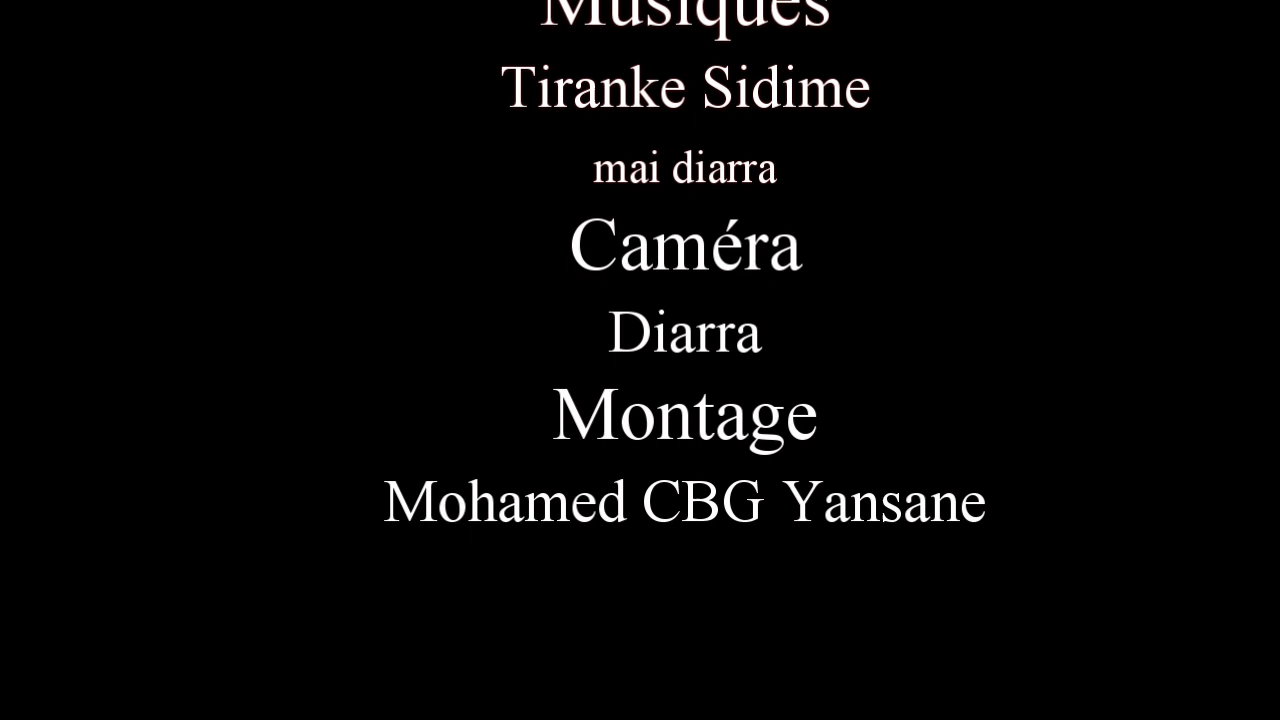 Musiques
Tiranke Sidime
mai diarra
Caméra
Diarra
Montage
Mohamed CBG Yansane